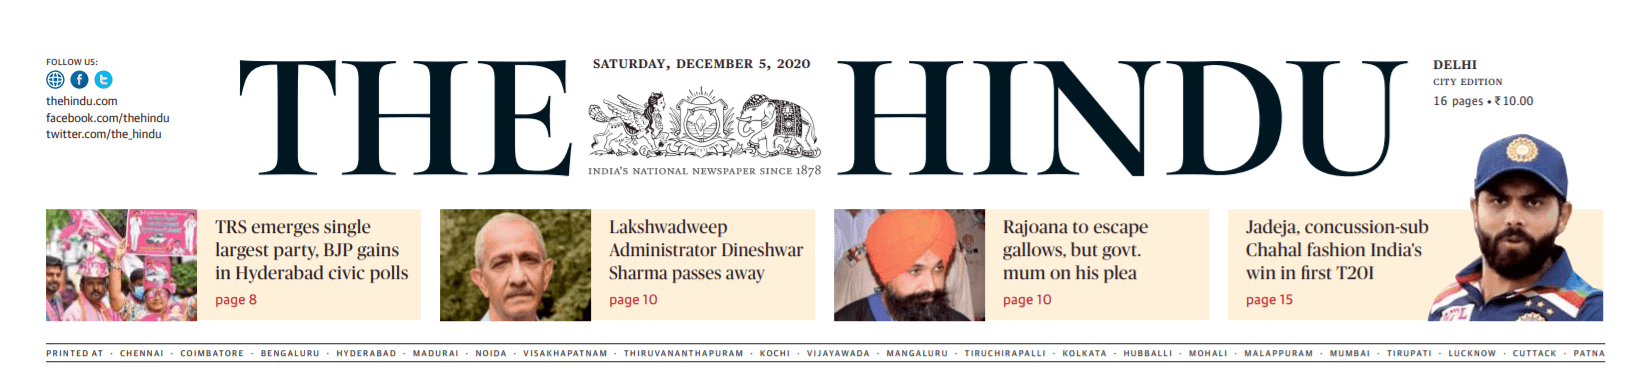 FOLLOW US:
thehindu.com
facebook.com/thehindu
twitter.com/the_hindu
THE HINDU
SATURDAY, DECEMBER 5, 2020
INDIA'S NATIONAL NEWSPAPER SINCE 1878
DELHI
CITY EDITION
16 pages • ₹10.00
TRS emerges single
largest party, BJP gains
in Hyderabad civic polls
page 8
Lakshwadweep
Administrator Dineshwar
Sharma passes away
page 10
Rajoana to escape
gallows, but govt.
mum on his plea
page 10
Jadeja, concussion-sub
Chahal fashion India's
win in first T20I
page 15
PRINTED AT · CHENNAI · COIMBATORE · BENGALURU · HYDERABAD · MADURAI · NOIDA · VISAKHAPATNAM · THIRUVANANTHAPURAM · KOCHI · VIJAYAWADA · MANGALURU · TIRUCHIRAPALLI · KOLKATA · HUBBALLI · MOHALI · MALAPPURAM · MUMBAI · TIRUPATI · LUCKNOW · CUTTACK · PATNA